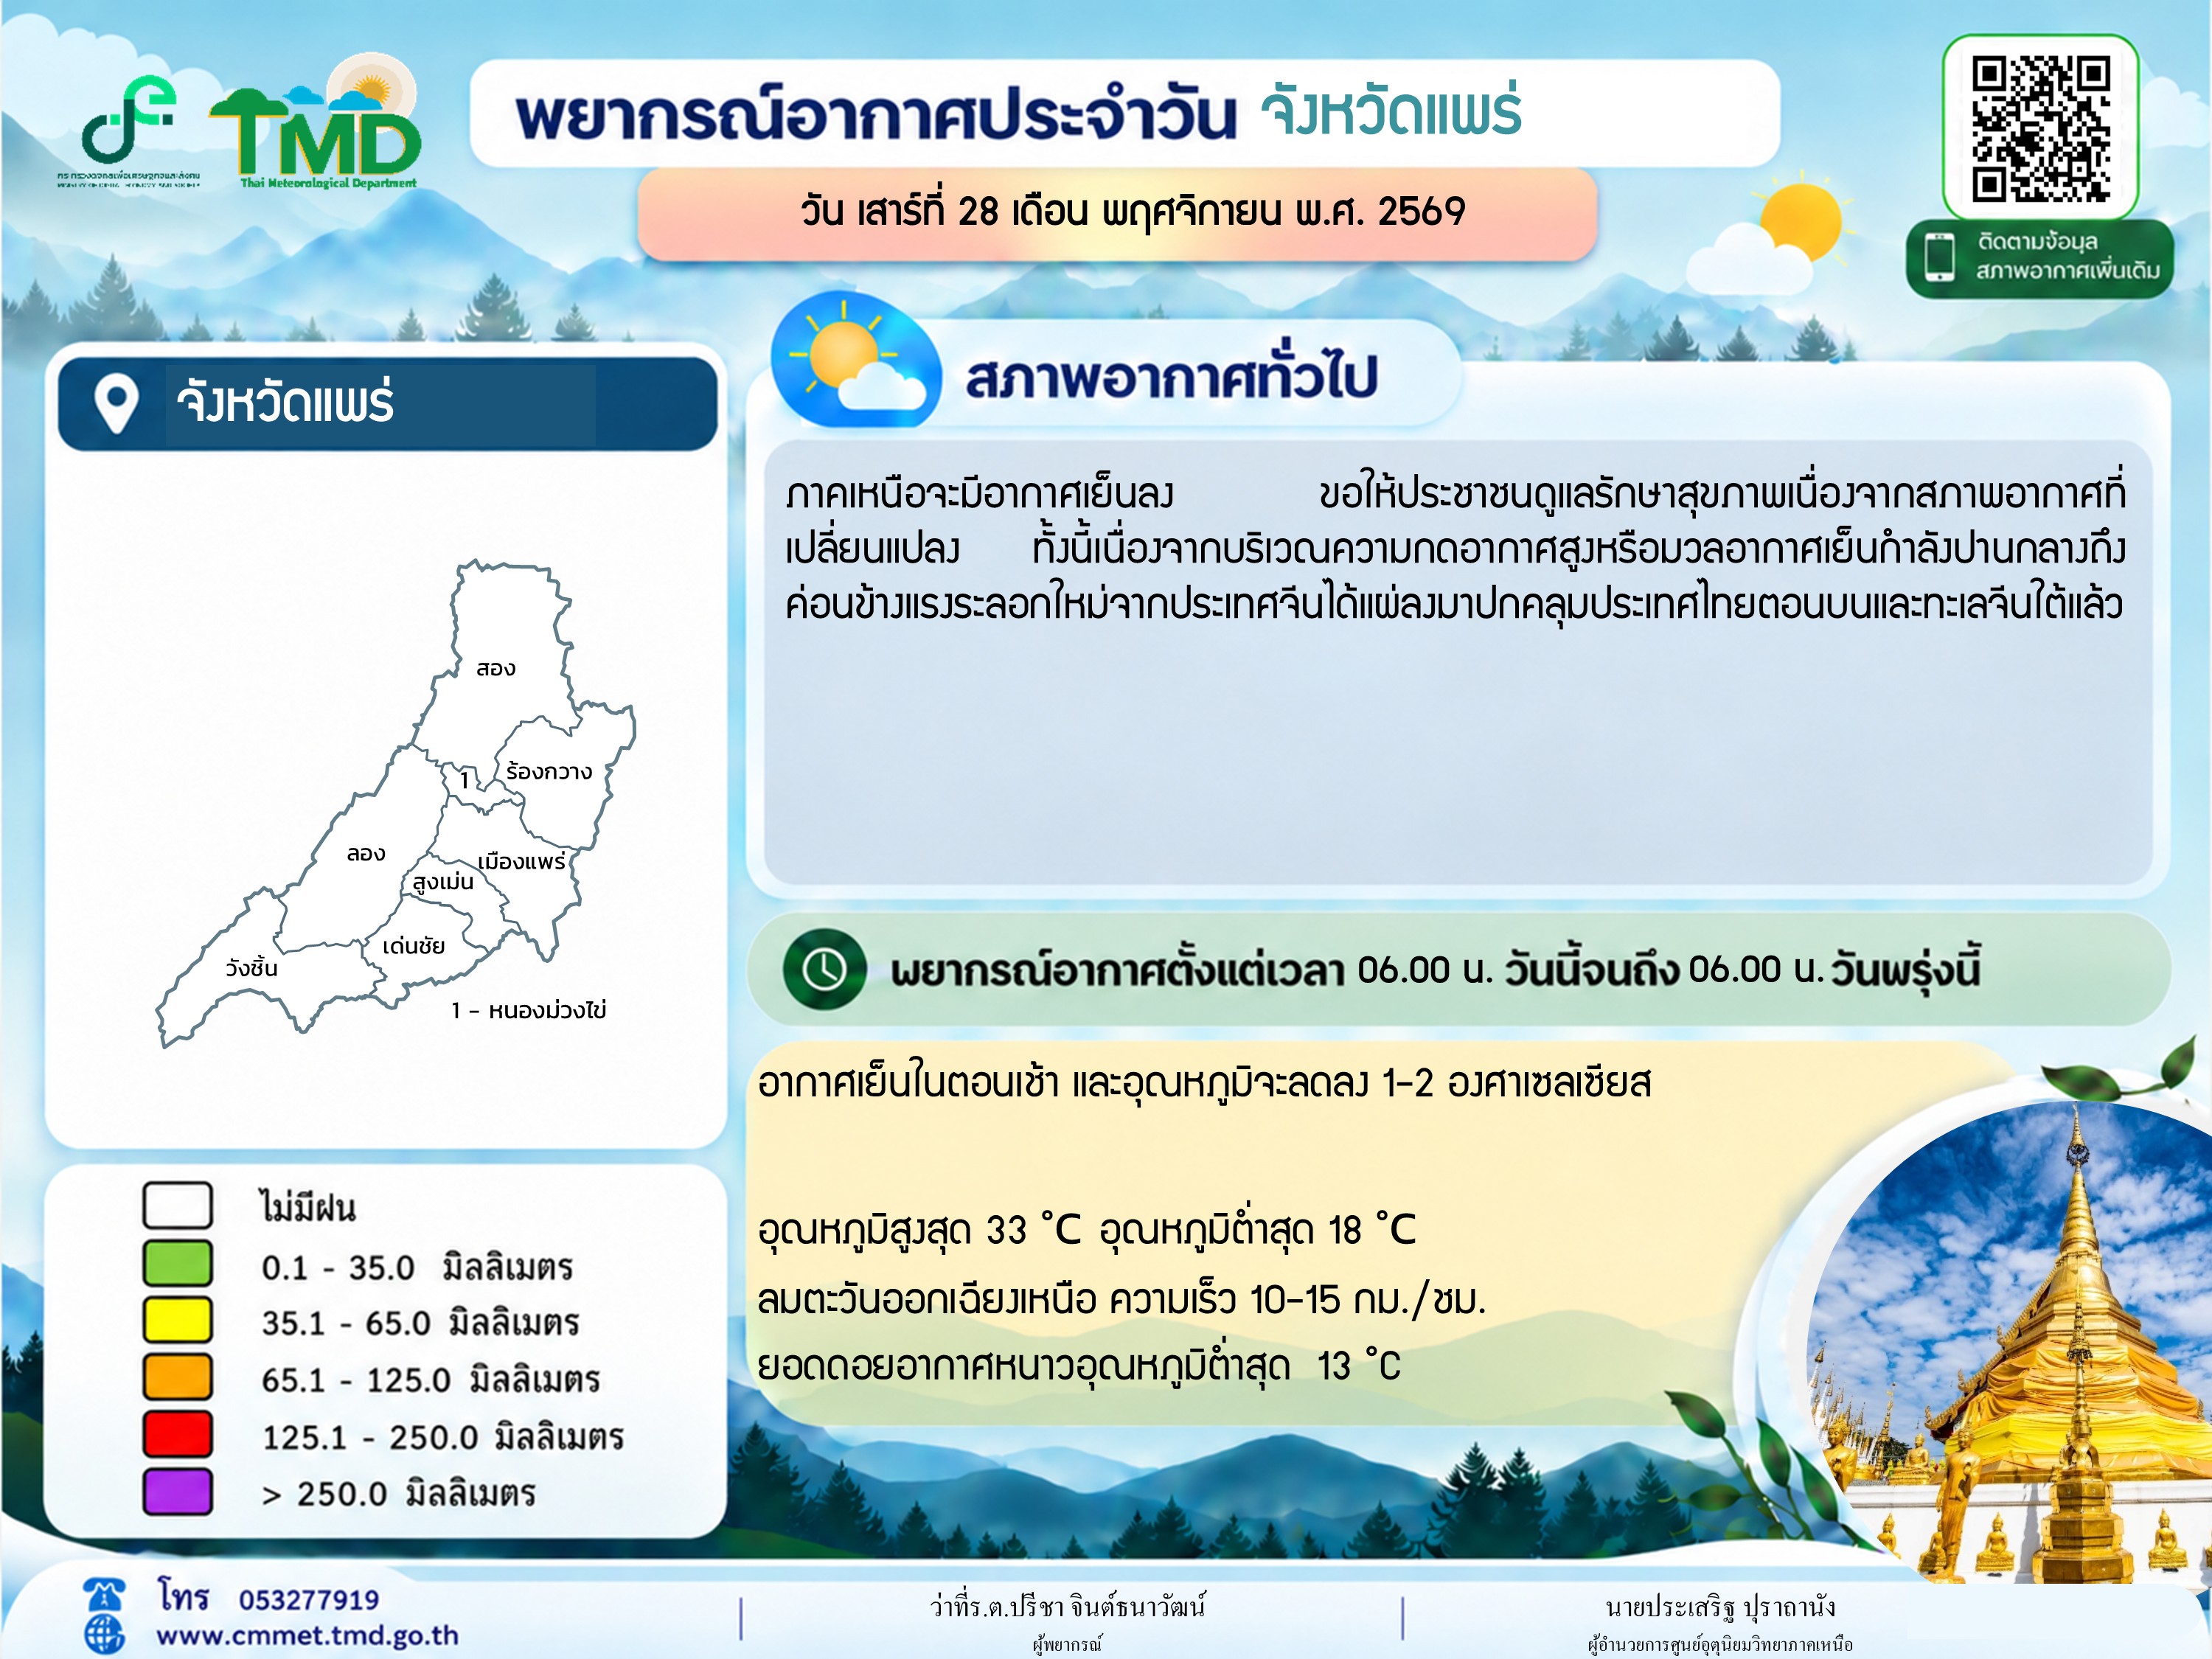 TMD
Thai Meteorological Department
พยากรณ์อากาศประจำวัน จังหวัดแพร่
วัน เสาร์ที่ 28 เดือน พฤศจิกายน พ.ศ. 2569
ติดตามข้อมูล
สภาพอากาศเพิ่มเติม
จังหวัดแพร่
สอง
ร้องกวาง
1
ลอง
เมืองแพร่
สูงเม่น
เด่นชัย
วังชิ้น
1 - หนองม่วงไข่
สภาพอากาศทั่วไป
ภาคเหนือจะมีอากาศเย็นลง ขอให้ประชาชนดูแลรักษาสุขภาพเนื่องจากสภาพอากาศที่
เปลี่ยนแปลง ทั้งนี้เนื่องจากบริเวณความกดอากาศสูงหรือมวลอากาศเย็นกำลังปานกลางถึง
ค่อนข้างแรงระลอกใหม่จากประเทศจีนได้แผ่ลงมาปกคลุมประเทศไทยตอนบนและทะเลจีนใต้แล้ว
พยากรณ์อากาศตั้งแต่เวลา 06.00 น. วันนี้จนถึง 06.00 น. วันพรุ่งนี้
อากาศเย็นในตอนเช้า และอุณหภูมิจะลดลง 1-2 องศาเซลเซียส
อุณหภูมิสูงสุด 33 °C อุณหภูมิต่ำสุด 18 °C
ลมตะวันออกเฉียงเหนือ ความเร็ว 10-15 กม./ชม.
ยอดดอยอากาศหนาวอุณหภูมิต่ำสุด 13 °C
ไม่มีฝน
0.1 - 35.0 มิลลิเมตร
35.1 - 65.0 มิลลิเมตร
65.1 - 125.0 มิลลิเมตร
125.1 - 250.0 มิลลิเมตร
> 250.0 มิลลิเมตร
โทร 053277919
www.cmmet.tmd.go.th
ว่าที่ร.ต.ปรีชา จินต์ธนาวัฒน์
ผู้พยากรณ์
นายประเสริฐ ปุราถานัง
ผู้อำนวยการศูนย์อุตุนิยมวิทยาภาคเหนือ